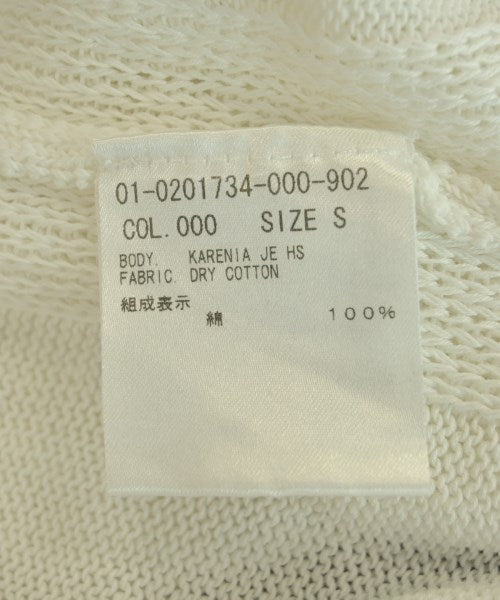 01-0201734-000-902
COL.000 SIZE S
BODY. KARENIA JE HS
FABRIC. DRY COTTON
組成表示
綿 100%